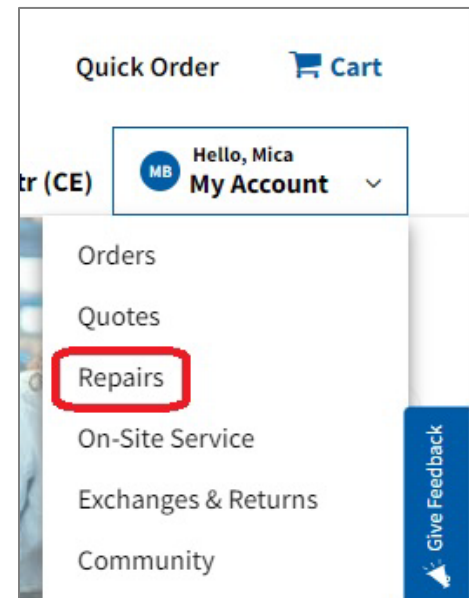 Quick Order Cart
tr (CE)
MB
Hello, Mica
My Account
Orders
Quotes
Repairs
On-Site Service
Exchanges & Returns
Community
Give Feedback